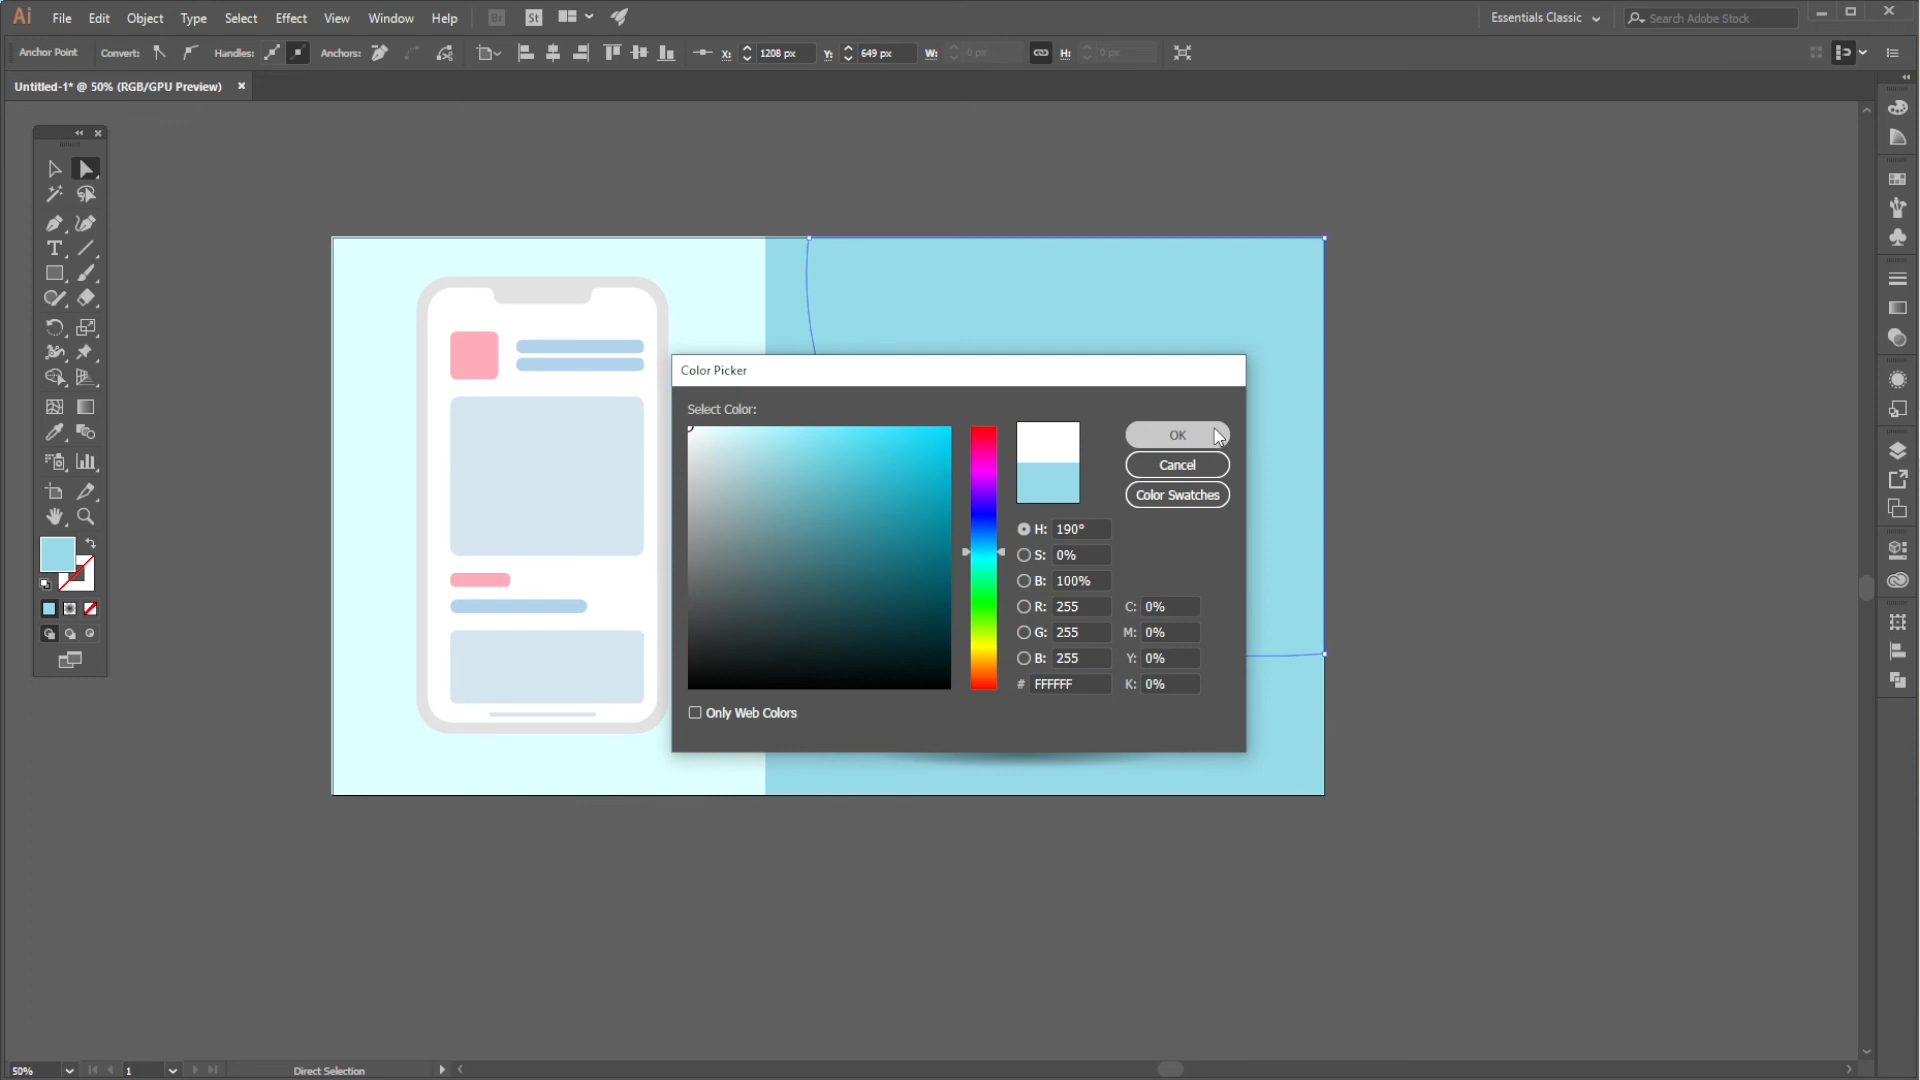 Ai File Edit Object Type Select Effect View Window Help Br St Essentials Classic Search Adobe Stock
Anchor Point Convert: Handles: Anchors: X: 1208 px Y: 649 px W: 0 px H: 0 px
Untitled-1* @ 50% (RGB/GPU Preview) ×
Color Picker
Select Color:
OK
Cancel
Color Swatches
H: 190°
S: 0%
B: 100%
R: 255 C: 0%
G: 255 M: 0%
B: 255 Y: 0%
# FFFFFF K: 0%
Only Web Colors
50% 1 Direct Selection